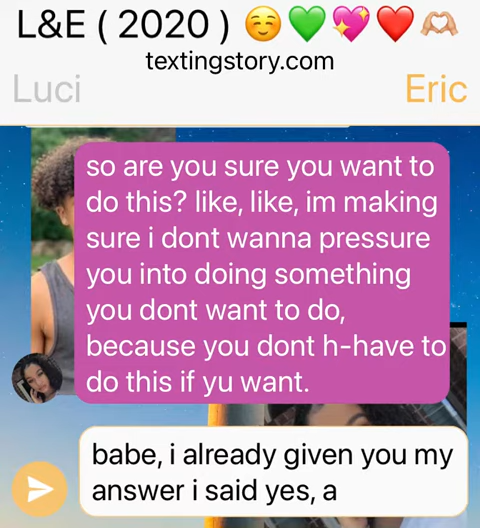 L&E ( 2020 ) ☺️💚💖❤️🫶🏼
textingstory.com
Luci Eric
so are you sure you want to
do this? like, like, im making
sure i dont wanna pressure
you into doing something
you dont want to do,
because you dont h-have to
do this if yu want.
babe, i already given you my
answer i said yes, a